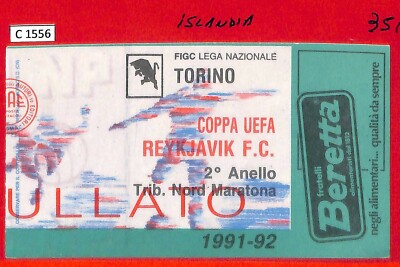 C 1556
ISLANDIA
35
FIGC LEGA NAZIONALE
TORINO
COPPA UEFA
REYKJAVIK F.C.
2° Anello
Trib. Nord Maratona
ULLATO
1991-92
fratelli
Beretta
negli alimentari... qualità da sempre